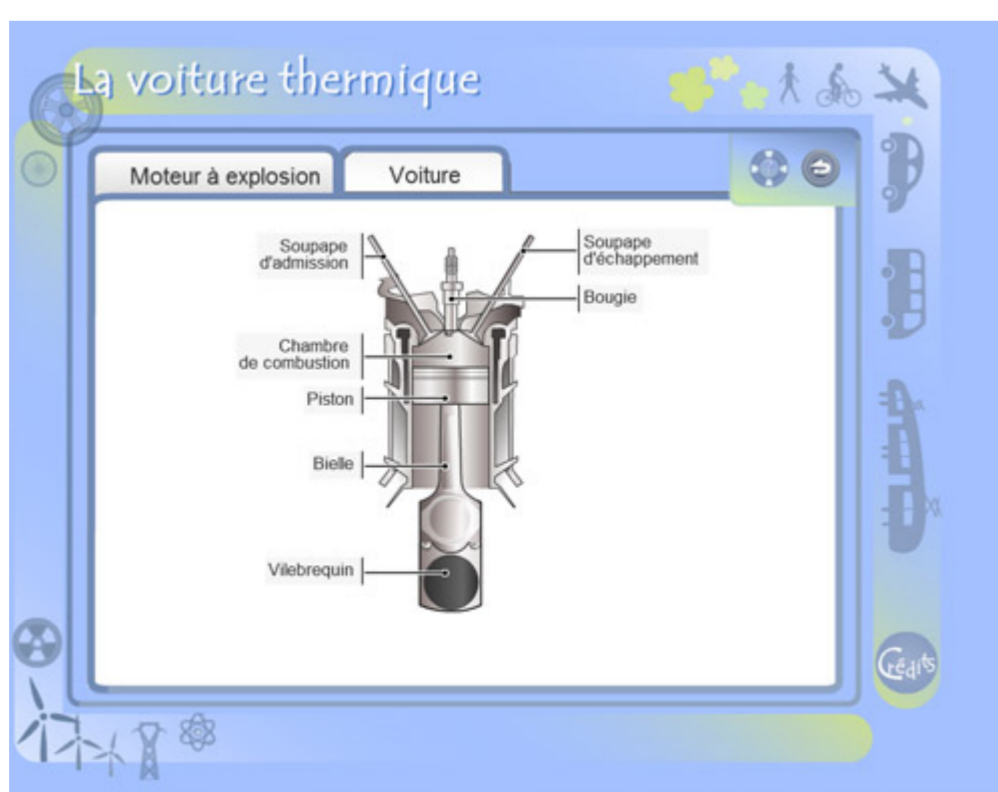 La voiture thermique
Moteur à explosion
Voiture
Soupape
d'admission
Soupape
d'échappement
Bougie
Chambre
de combustion
Piston
Bielle
Vilebrequin
Crédits